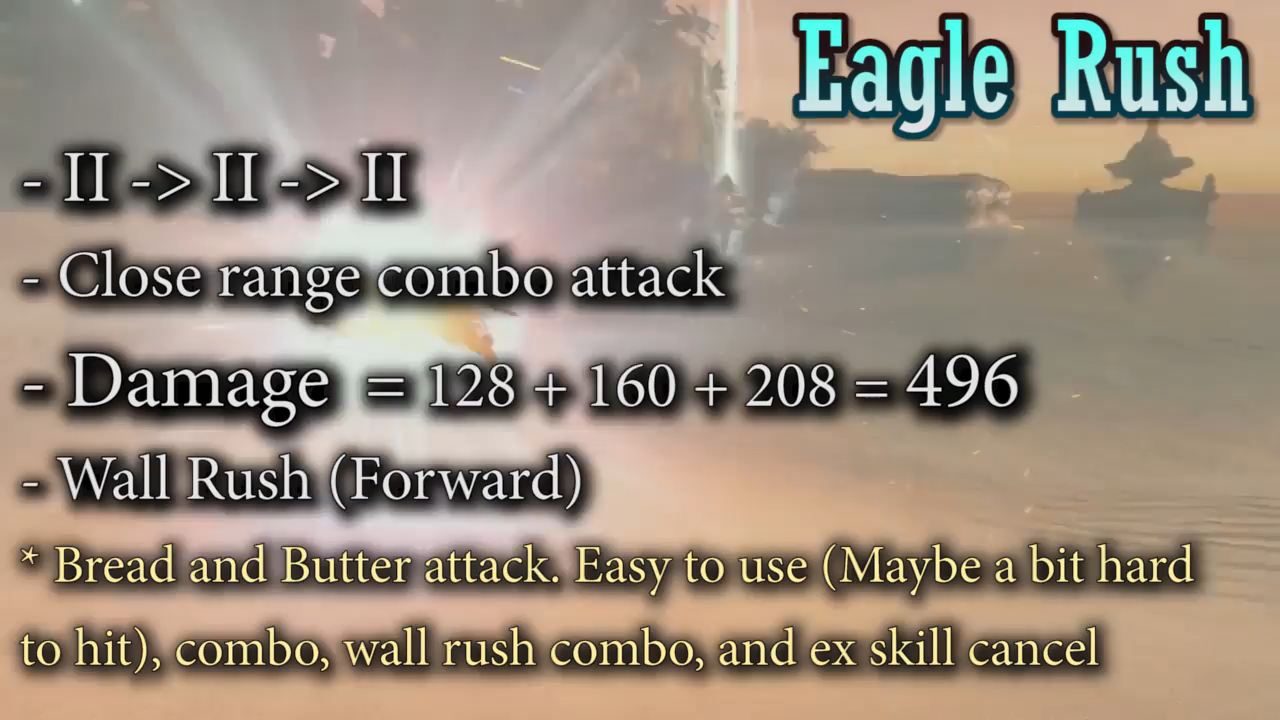 Eagle Rush
- II -> II -> II
- Close range combo attack
- Damage = 128 + 160 + 208 = 496
- Wall Rush (Forward)
* Bread and Butter attack. Easy to use (Maybe a bit hard
to hit), combo, wall rush combo, and ex skill cancel